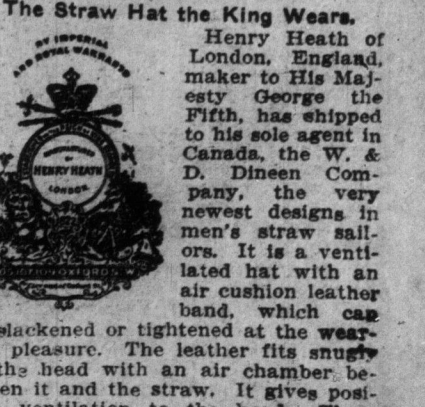 The Straw Hat the King Wears.
BY IMPERIAL
AND ROYAL WARRANTS
HENRY HEATH
LONDON
Henry Heath of
London, England,
maker to His Maj-
esty George the
Fifth, has shipped
to his sole agent in
Canada, the W. &
D. Dineen Com-
pany, the very
newest designs in
men's straw sail-
ors. It is a venti-
lated hat with an
air cushion leather
band, which can
slackened or tightened at the wear-
pleasure. The leather fits snugly
the head with an air chamber be-
en it and the straw. It gives posi-
ventilation to the